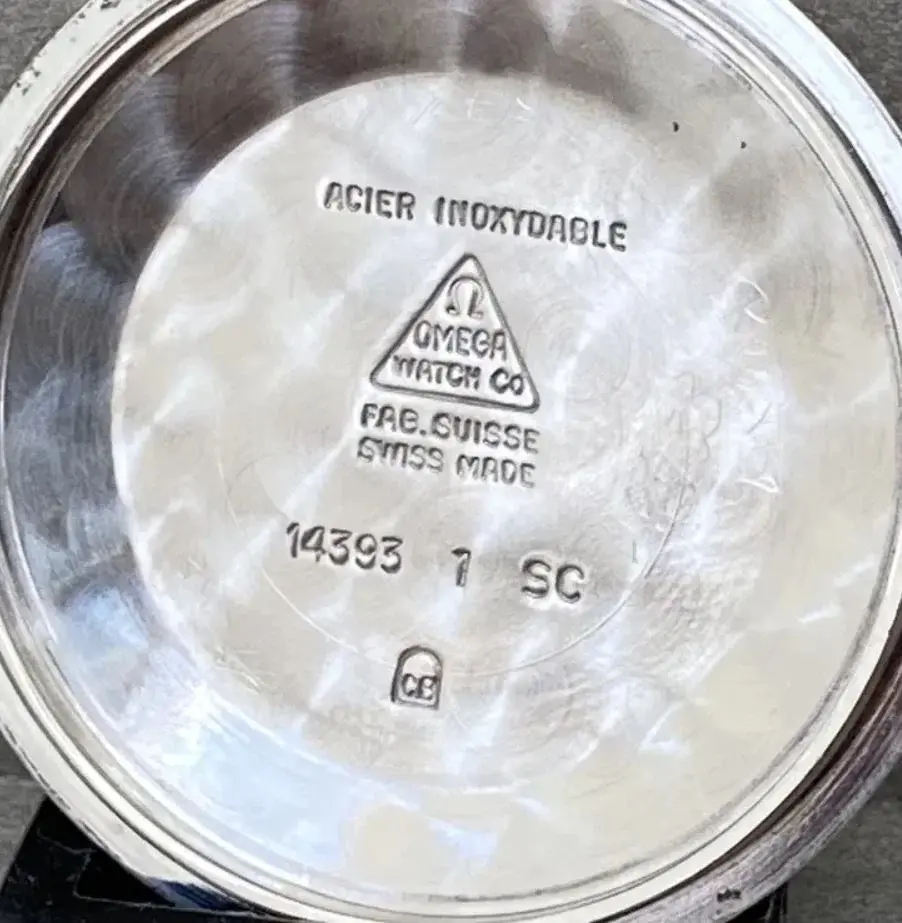 ACIER INOXYDABLE
Ω
OMEGA
WATCH Co
FAB. SUISSE
SWISS MADE
14393 1 SC
CB